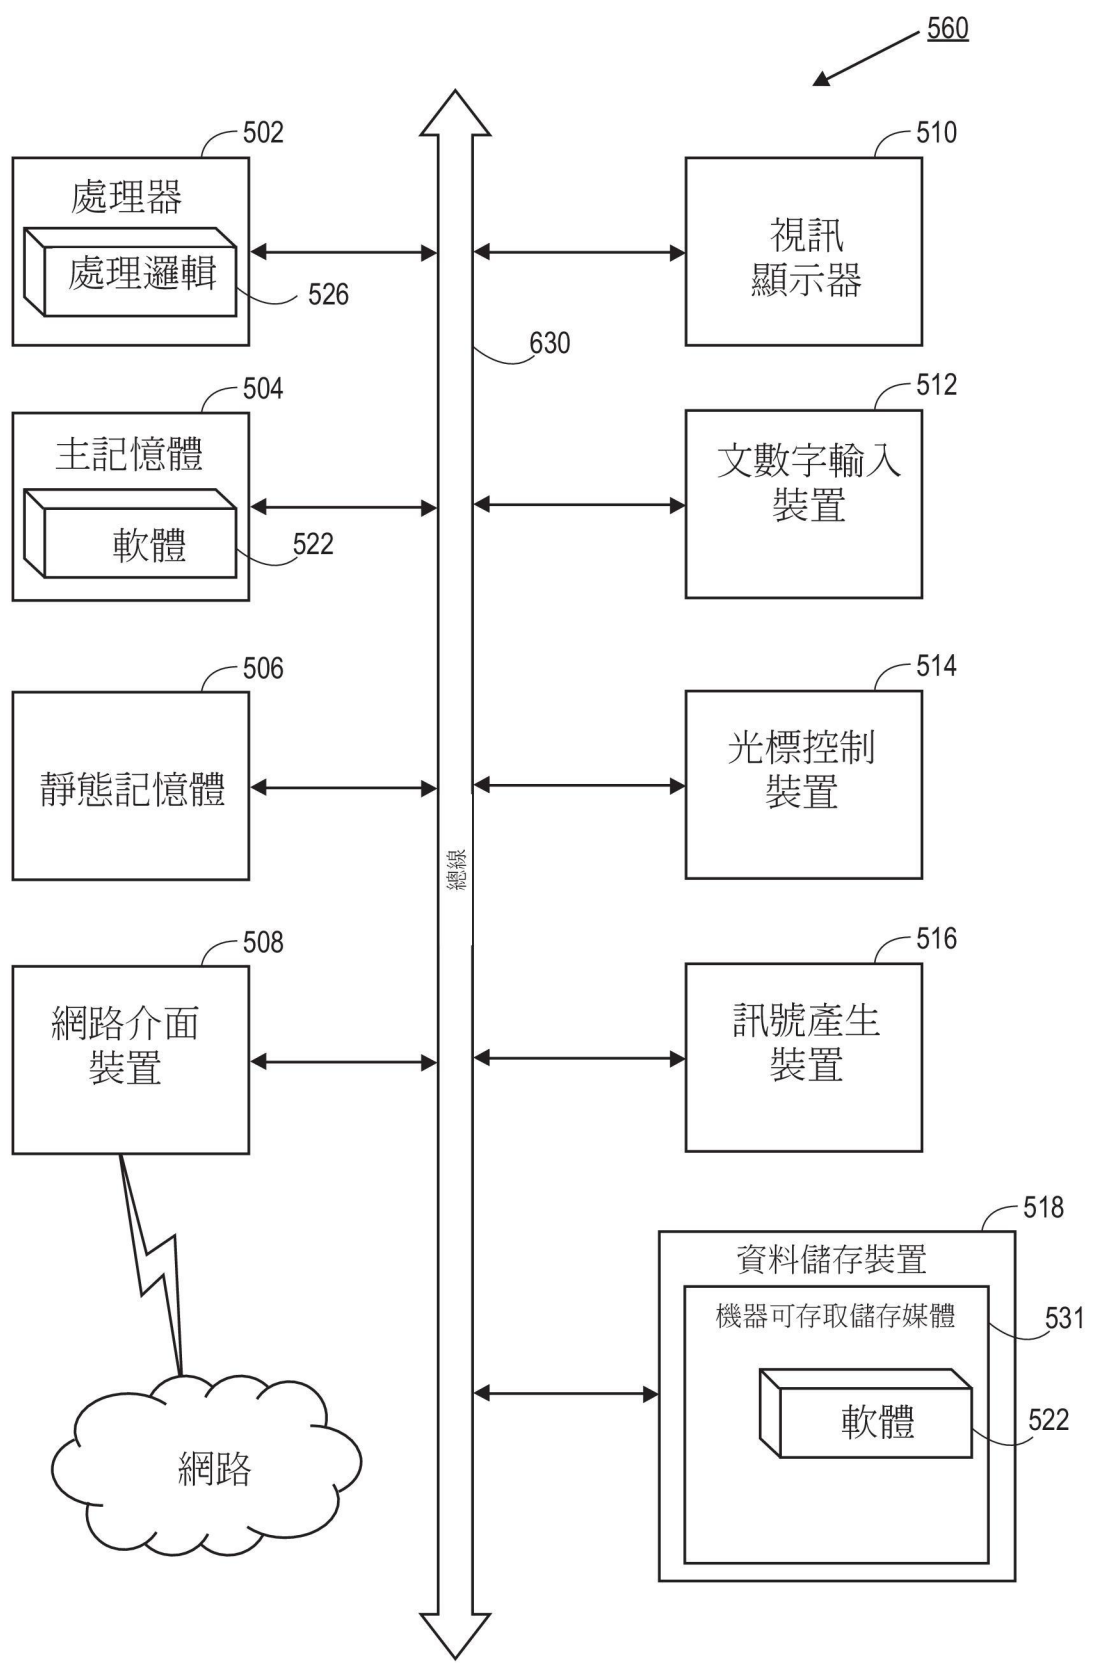 560
502
處理器
處理邏輯
526
510
視訊
顯示器
630
504
主記憶體
軟體
522
512
文數字輸入
裝置
506
靜態記憶體
514
光標控制
裝置
總線
508
網路介面
裝置
516
訊號產生
裝置
518
資料儲存裝置
機器可存取儲存媒體
531
軟體
522
網路